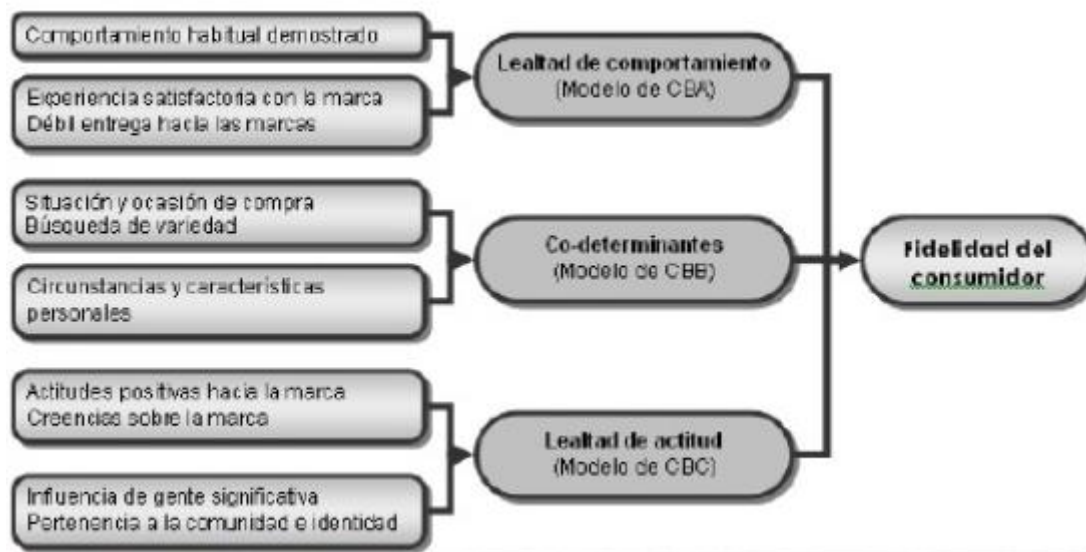 Comportamiento habitual demostrado
Experiencia satisfactoria con la marca
Débil entrega hacia las marcas
Lealtad de comportamiento
(Modelo de CBA)
Situación y ocasión de compra
Búsqueda de variedad
Circunstancias y características
personales
Co-determinantes
(Modelo de CBB)
Actitudes positivas hacia la marca
Creencias sobre la marca
Influencia de gente significativa
Pertenencia a la comunidad e identidad
Lealtad de actitud
(Modelo de CBC)
Fidelidad del
consumidor